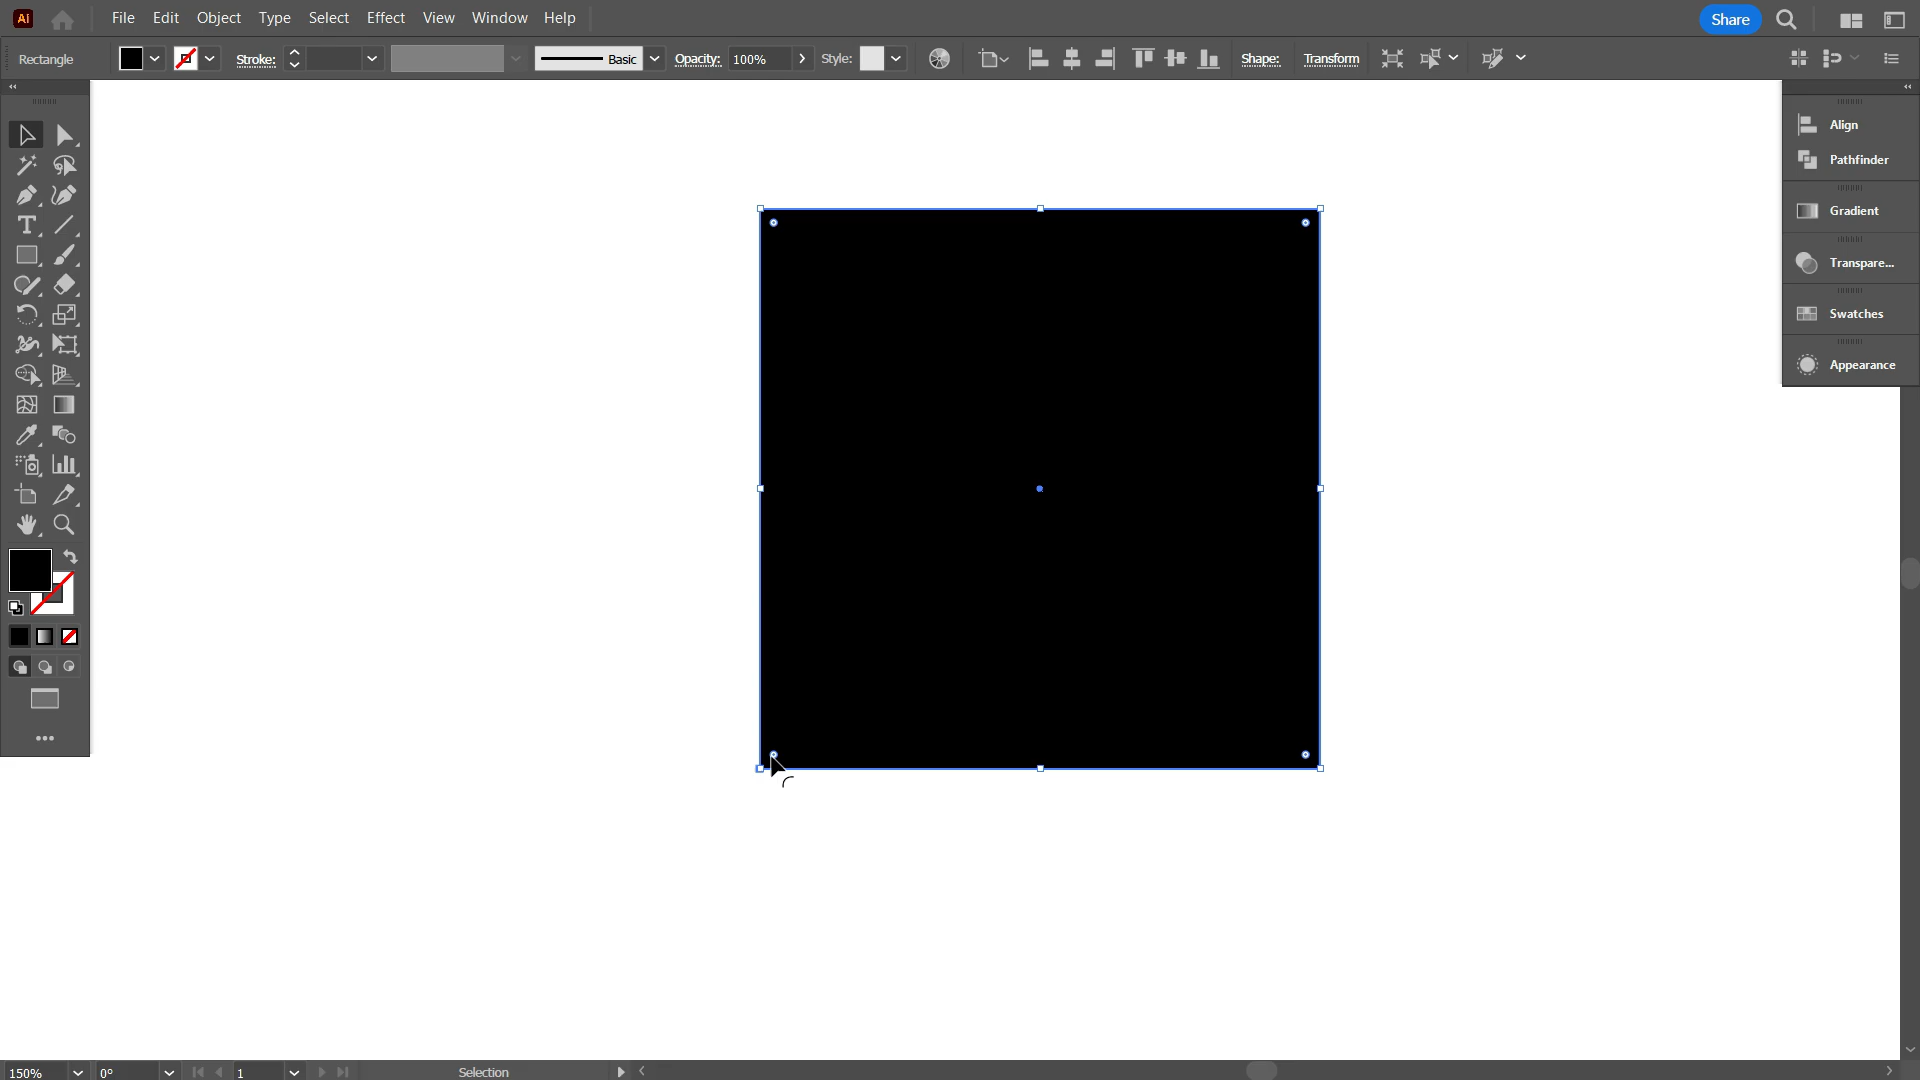 Ai File Edit Object Type Select Effect View Window Help Share
Rectangle Stroke: Basic Opacity: 100% Style: Shape: Transform
Align
Pathfinder
Gradient
Transpare...
Swatches
Appearance
150% 0° 1 Selection